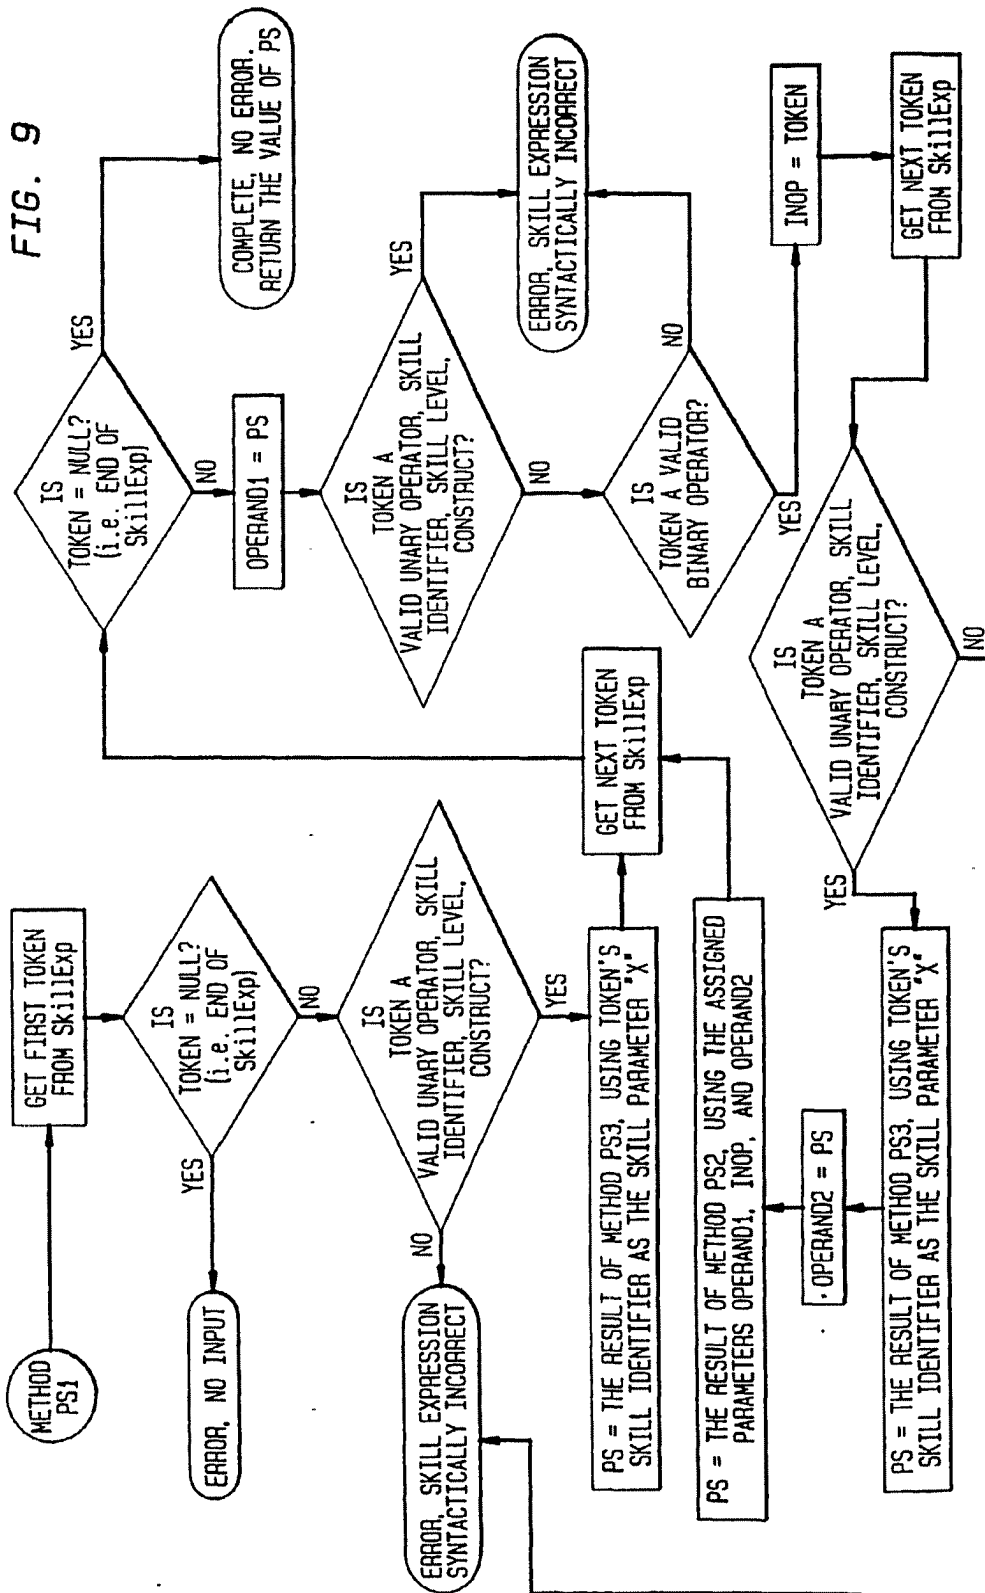 FIG. 9
METHOD
PS1
GET FIRST TOKEN
FROM SkillExp
IS
TOKEN = NULL?
(i.e. END OF
SkillExp)
YES
NO
ERROR, NO INPUT
IS
TOKEN A
VALID UNARY OPERATOR, SKILL
IDENTIFIER, SKILL LEVEL,
CONSTRUCT?
NO
YES
ERROR, SKILL EXPRESSION
SYNTACTICALLY INCORRECT
PS = THE RESULT OF METHOD PS3, USING TOKEN'S
SKILL IDENTIFIER AS THE SKILL PARAMETER "X"
GET NEXT TOKEN
FROM SkillExp
IS
TOKEN = NULL?
(i.e. END OF
SkillExp)
YES
NO
COMPLETE, NO ERROR.
RETURN THE VALUE OF PS
OPERAND1 = PS
IS
TOKEN A
VALID UNARY OPERATOR, SKILL
IDENTIFIER, SKILL LEVEL,
CONSTRUCT?
YES
NO
ERROR, SKILL EXPRESSION
SYNTACTICALLY INCORRECT
IS
TOKEN A VALID
BINARY OPERATOR?
NO
YES
INOP = TOKEN
GET NEXT TOKEN
FROM SkillExp
IS
TOKEN A
VALID UNARY OPERATOR, SKILL
IDENTIFIER, SKILL LEVEL,
CONSTRUCT?
YES
NO
PS = THE RESULT OF METHOD PS3, USING TOKEN'S
SKILL IDENTIFIER AS THE SKILL PARAMETER "X"
OPERAND2 = PS
PS = THE RESULT OF METHOD PS2, USING THE ASSIGNED
PARAMETERS OPERAND1, INOP, AND OPERAND2